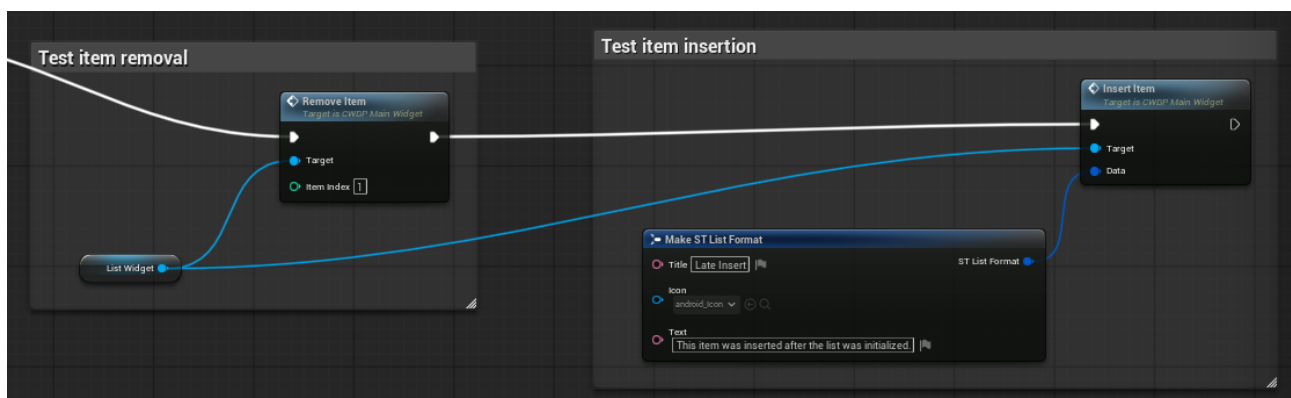 Test item removal
Remove Item
Target is CWDP Main Widget
Target
Item Index 1
List Widget
Test item insertion
Insert Item
Target is CWDP Main Widget
Target
Data
Make ST List Format
Title Late Insert
ST List Format
Icon
android_Icon
Text
This item was inserted after the list was initialized.